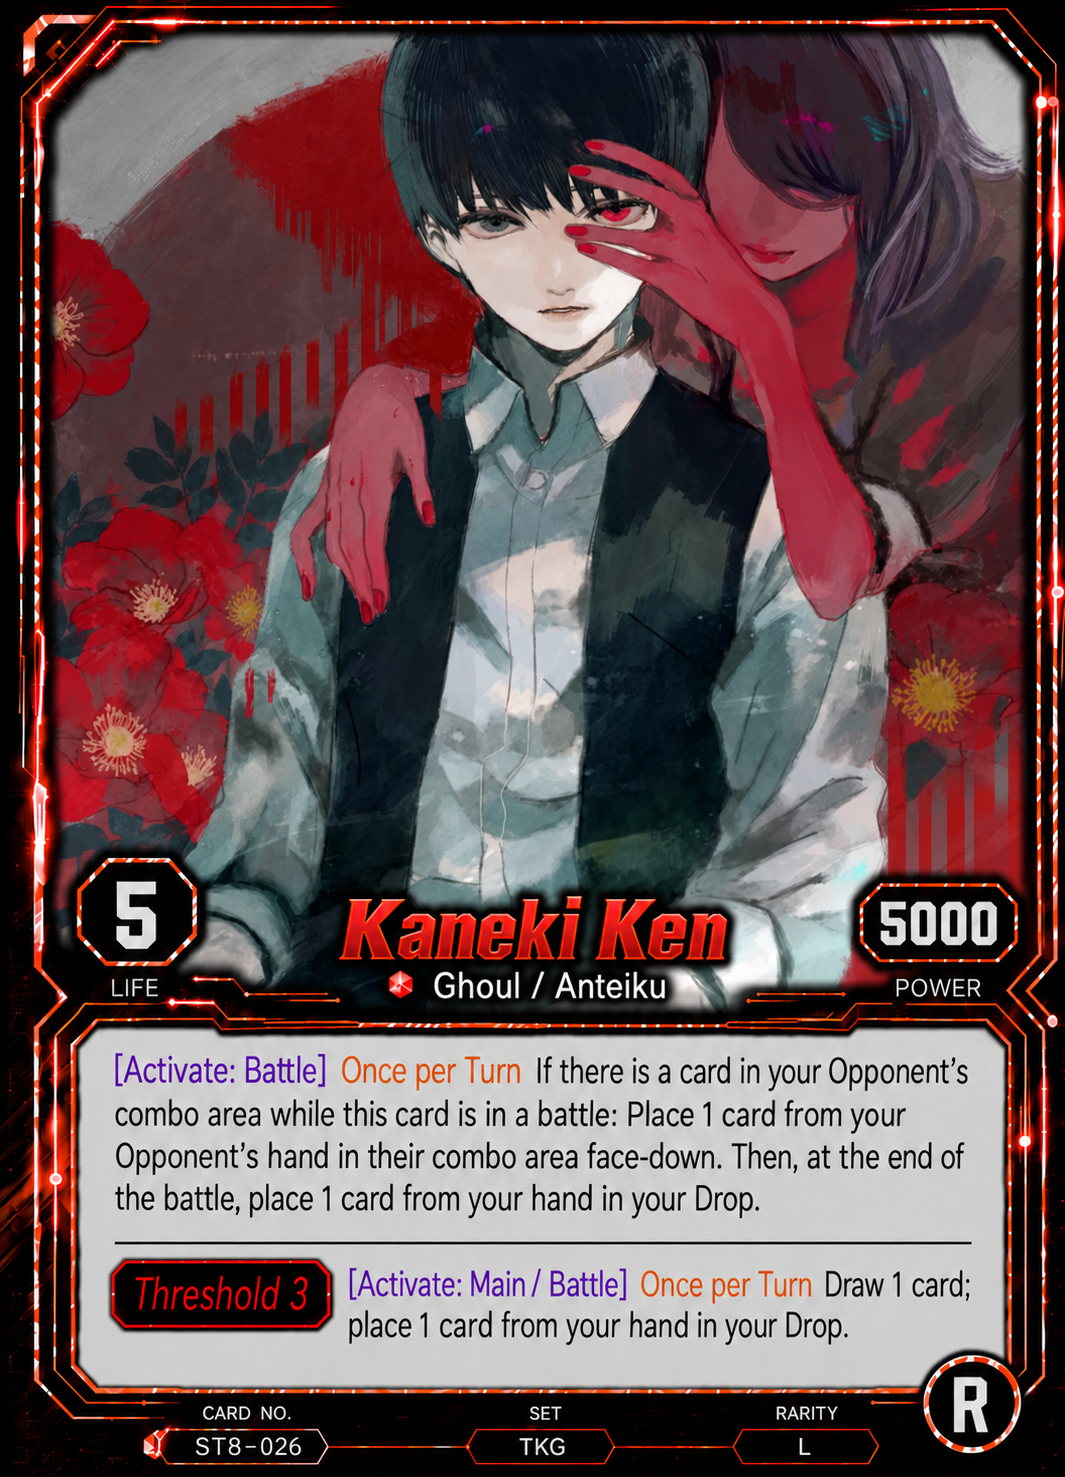 5
LIFE
Kaneki Ken
Ghoul / Anteiku
5000
POWER
[Activate: Battle] Once per Turn If there is a card in your Opponent's
combo area while this card is in a battle: Place 1 card from your
Opponent's hand in their combo area face-down. Then, at the end of
the battle, place 1 card from your hand in your Drop.
Threshold 3
[Activate: Main / Battle] Once per Turn Draw 1 card;
place 1 card from your hand in your Drop.
R
CARD NO.
ST8-026
SET
TKG
RARITY
L